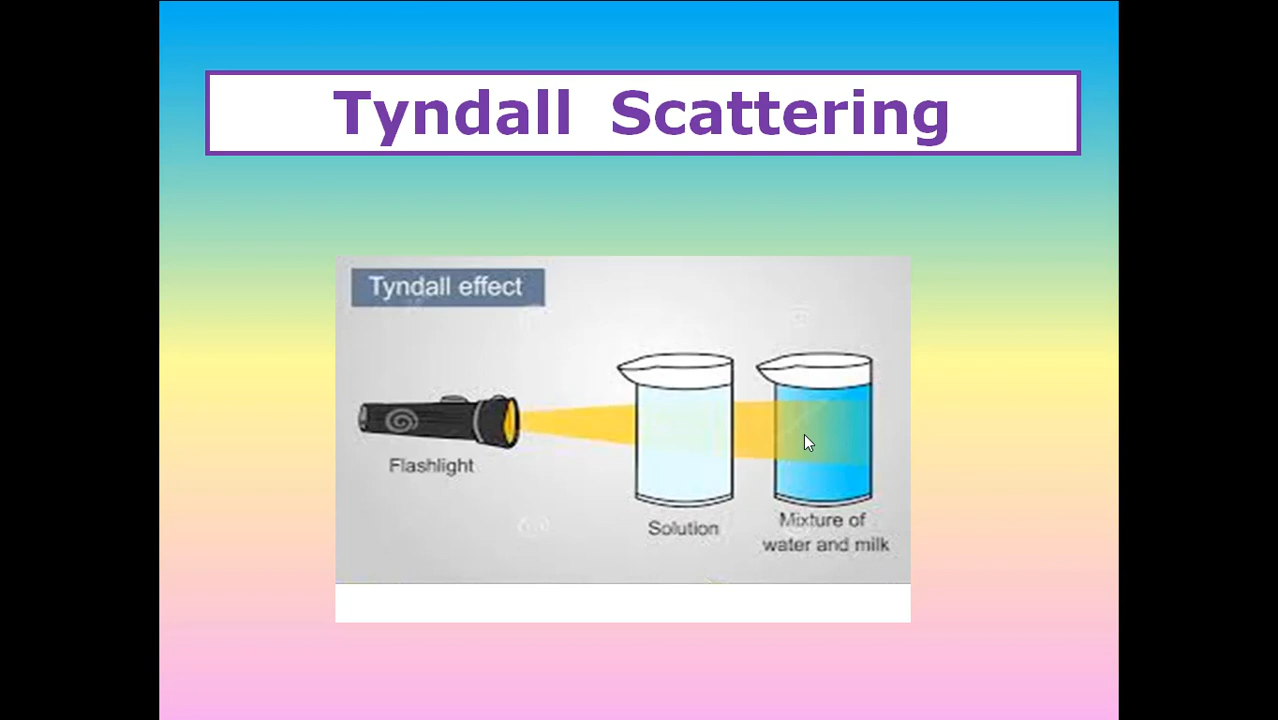 Tyndall Scattering
Tyndall effect
Flashlight
Solution
Mixture of
water and milk